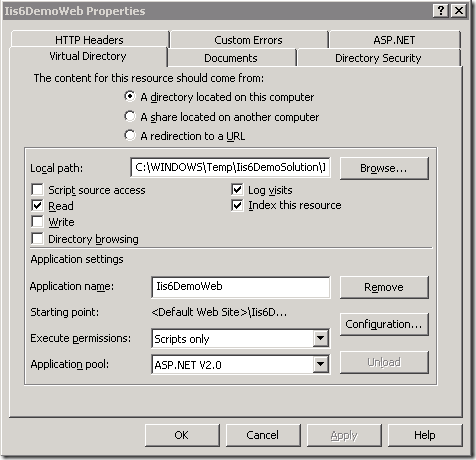 Iis6DemoWeb Properties
HTTP Headers Custom Errors ASP.NET
Virtual Directory Documents Directory Security
The content for this resource should come from:
A directory located on this computer
A share located on another computer
A redirection to a URL
Local path: C:\WINDOWS\Temp\Iis6DemoSolution\I Browse...
Script source access Log visits
Read Index this resource
Write
Directory browsing
Application settings
Application name: Iis6DemoWeb Remove
Starting point: <Default Web Site>\Iis6D...
Configuration...
Execute permissions: Scripts only
Application pool: ASP.NET V2.0 Unload
OK Cancel Apply Help